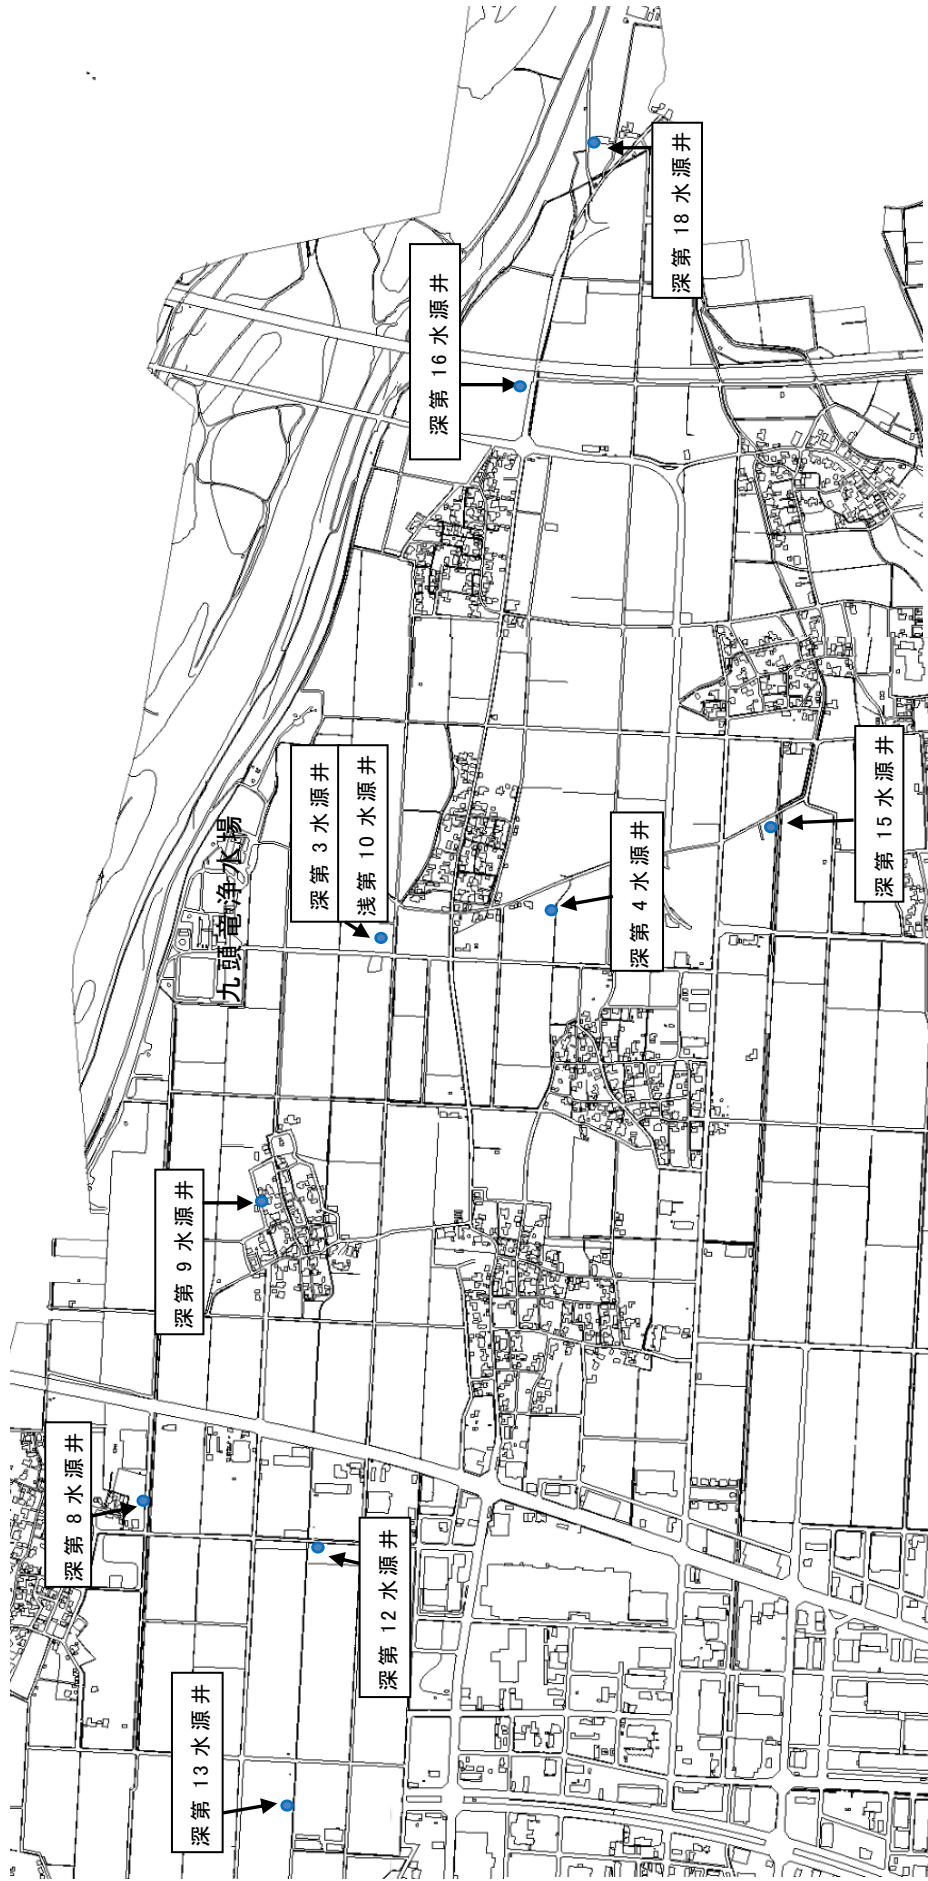 深第 18 水源井
深第 16 水源井
深第 3 水源井
浅第 10 水源井
九頭竜浄水場
深第 15 水源井
深第 4 水源井
深第 9 水源井
深第 8 水源井
深第 12 水源井
深第 13 水源井